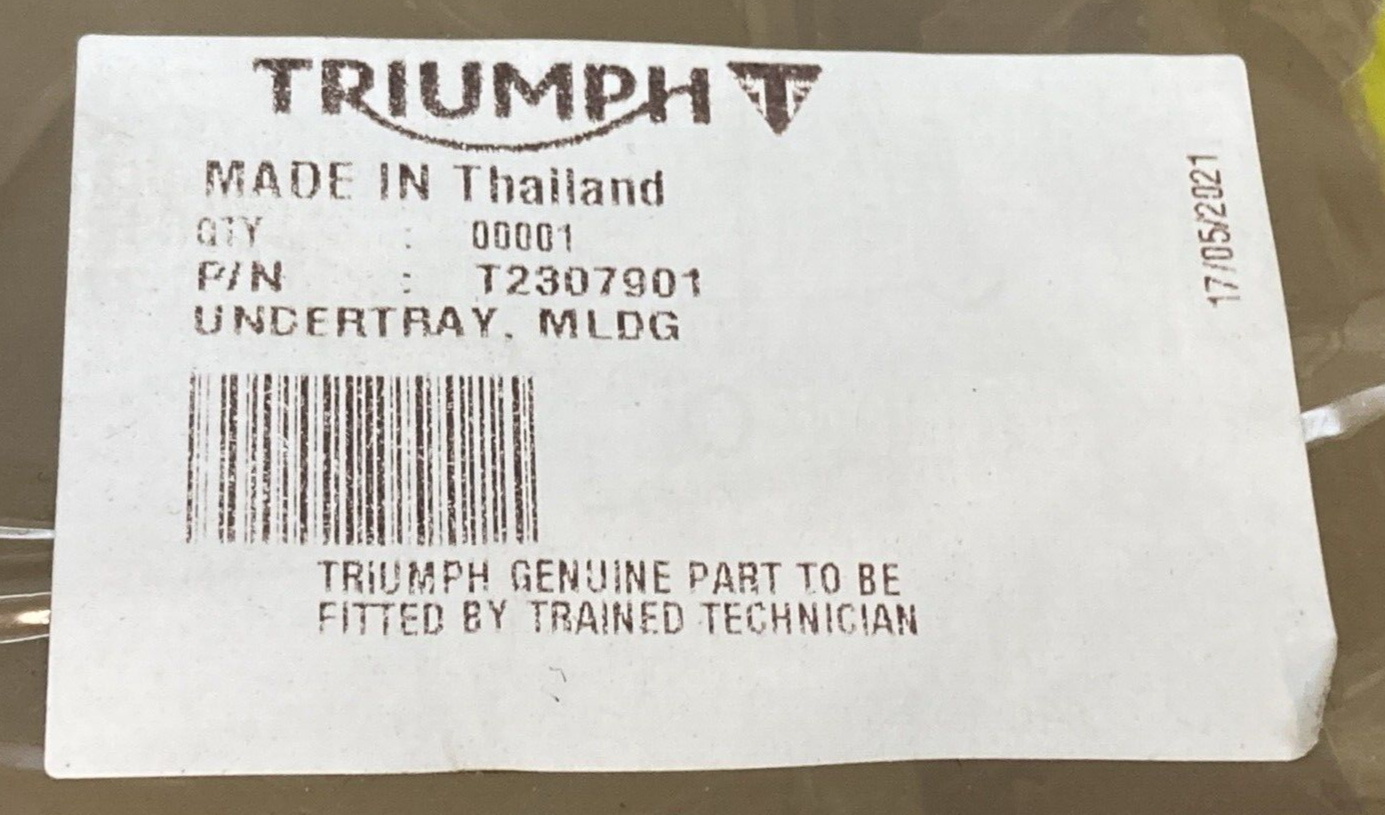 TRIUMPH T
MADE IN Thailand
QTY : 00001
P/N : T2307901
UNDERTRAY, MLDG
TRIUMPH GENUINE PART TO BE
FITTED BY TRAINED TECHNICIAN
17/05/2021